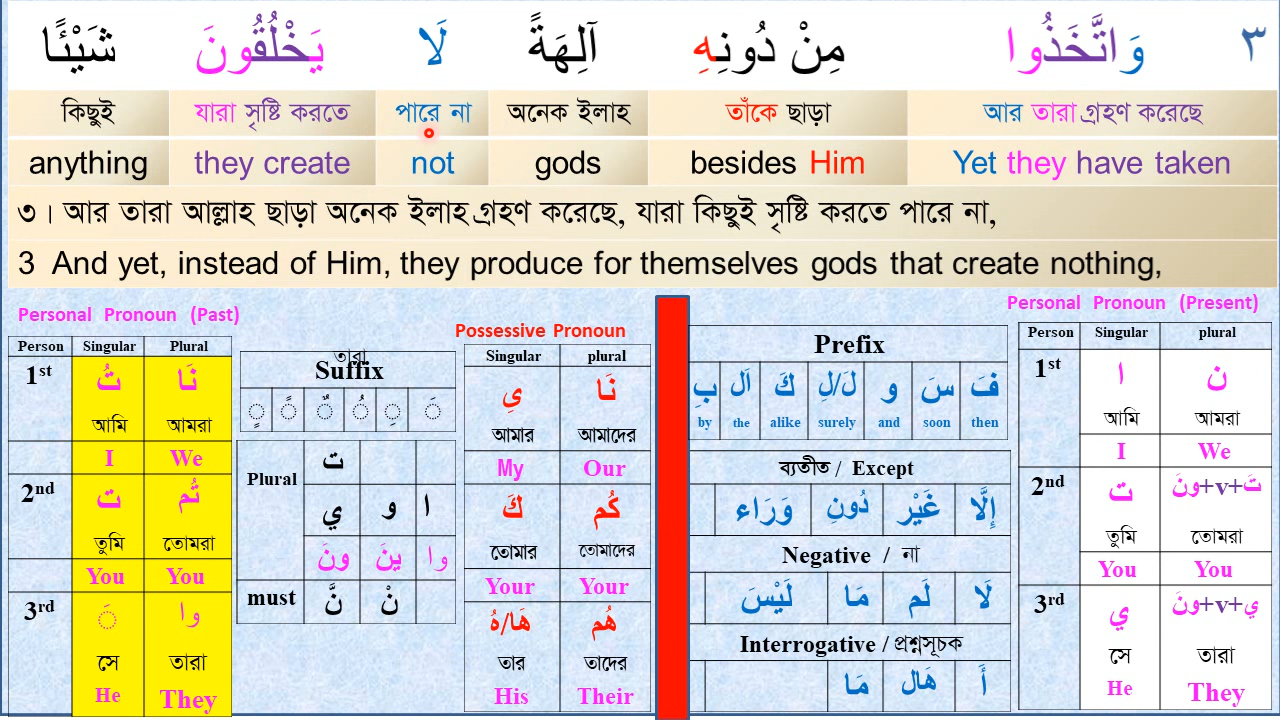 ٣ وَاتَّخَذُوا مِنْ دُونِهِ آلِهَةً لَا يَخْلُقُونَ شَيْئًا
কিছুই যারা সৃষ্টি করতে পারে না অনেক ইলাহ তাঁকে ছাড়া আর তারা গ্রহণ করেছে
anything they create not gods besides Him Yet they have taken
৩। আর তারা আল্লাহ ছাড়া অনেক ইলাহ গ্রহণ করেছে, যারা কিছুই সৃষ্টি করতে পারে না,
3 And yet, instead of Him, they produce for themselves gods that create nothing,
Personal Pronoun (Past)
Person Singular Plural
1st تُ نَا
আমি আমরা
I We
2nd ت تُم
তুমি তোমরা
You You
3rd َ وا
সে তারা
He They
তারা
Suffix
ٍ ً ٌ ُ ِ َ
Plural ت
ي و ا
ونَ ينَ وا
must نَّ نْ
Possessive Pronoun
Singular plural
يِ نَا
আমার আমাদের
My Our
كَ كُم
তোমার তোমাদের
Your Your
هَا/هُ هُم
তার তাদের
His Their
Prefix
بِ اَل كَ لَ/لِ و سَ فَ
by the alike surely and soon then
ব্যতীত / Except
وَرَاء دُونِ غَيْر إِلَّا
Negative / না
لَيْسَ مَا لَم لَا
Interrogative / প্রশ্নসূচক
مَا هَال أَ
Personal Pronoun (Present)
Person Singular plural
1st ا ن
আমি আমরা
I We
2nd ت تَ+v+ونَ
তুমি তোমরা
You You
3rd ي ي+v+ونَ
সে তারা
He They